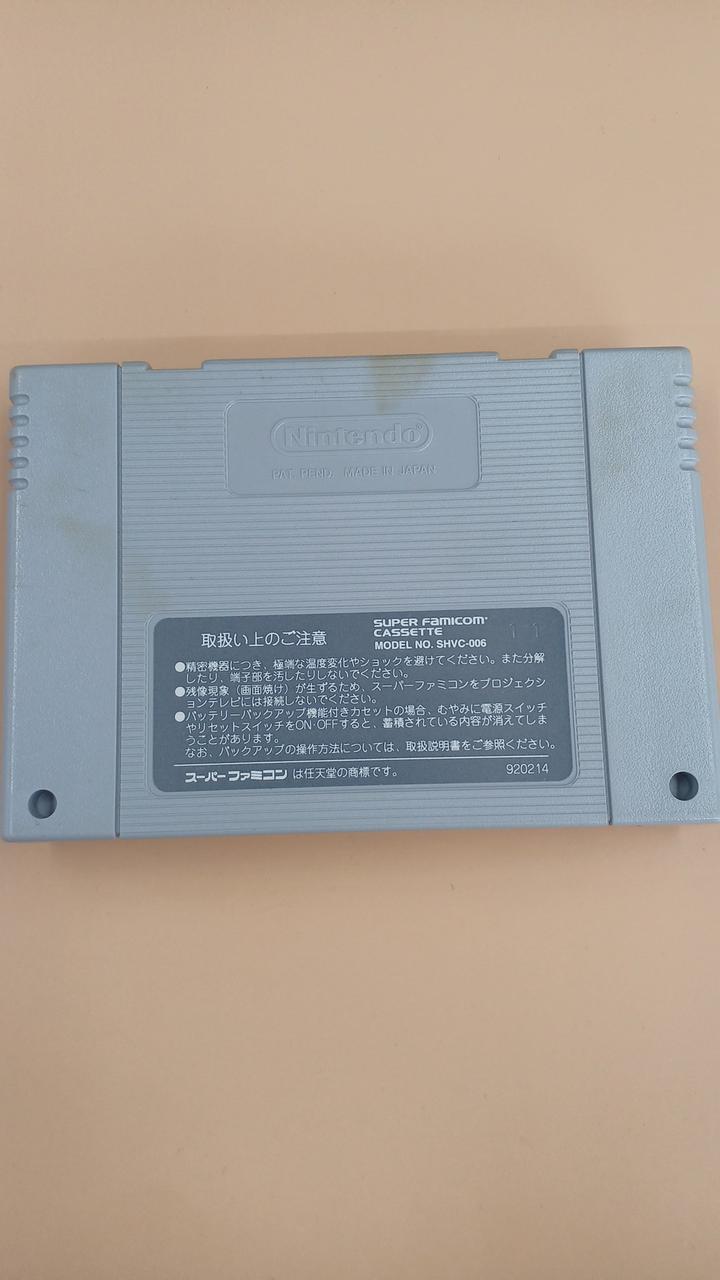 Nintendo
PAT. PEND. MADE IN JAPAN
取扱い上のご注意
SUPER FAMICOM
CASSETTE
MODEL NO. SHVC-006
11
●精密機器につき、極端な温度変化やショックを避けてください。また分解
したり、端子部を汚したりしないでください。
●残像現象（画面焼け）が生ずるため、スーパーファミコンをプロジェクシ
ョンテレビには接続しないでください。
●バッテリーバックアップ機能付きカセットの場合、むやみに電源スイッチ
やリセットスイッチをON・OFFすると、蓄積されている内容が消えてしま
うことがあります。
なお、バックアップの操作方法については、取扱説明書をご参照ください。
スーパーファミコン は任天堂の商標です。
920214